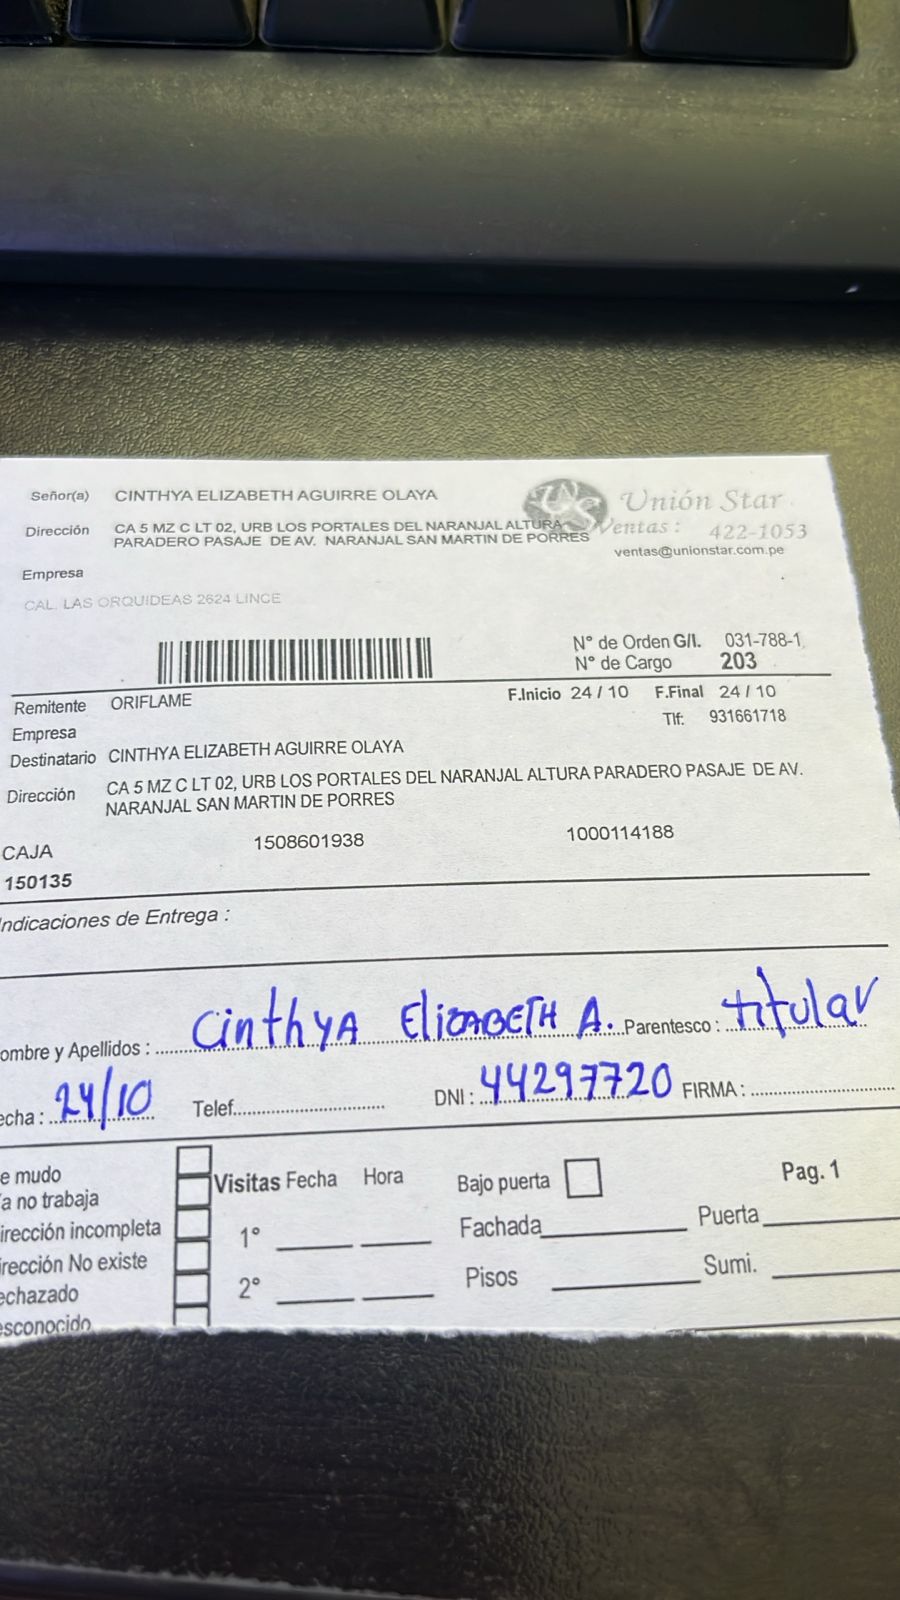 Señor(a) CINTHYA ELIZABETH AGUIRRE OLAYA
Unión Star
Dirección CA 5 MZ C LT 02, URB LOS PORTALES DEL NARANJAL ALTURA
PARADERO PASAJE DE AV. NARANJAL SAN MARTIN DE PORRES
Ventas : 422-1053
ventas@unionstar.com.pe
Empresa
CAL. LAS ORQUIDEAS 2624 LINCE
N° de Orden G/I. 031-788-1
N° de Cargo 203
Remitente ORIFLAME
F.Inicio 24 / 10 F.Final 24 / 10
Empresa
Tlf: 931661718
Destinatario CINTHYA ELIZABETH AGUIRRE OLAYA
Dirección CA 5 MZ C LT 02, URB LOS PORTALES DEL NARANJAL ALTURA PARADERO PASAJE DE AV.
NARANJAL SAN MARTIN DE PORRES
CAJA 1508601938 1000114188
150135
Indicaciones de Entrega :
ombre y Apellidos : CinthyA ElizABETH A. Parentesco : titular
echa : 24/10 Telef. DNI : 44297720 FIRMA :
e mudo
a no trabaja
irección incompleta
irección No existe
echazado
esconocido
Visitas Fecha Hora
1°
2°
Bajo puerta
Fachada
Pisos
Pag. 1
Puerta
Sumi.